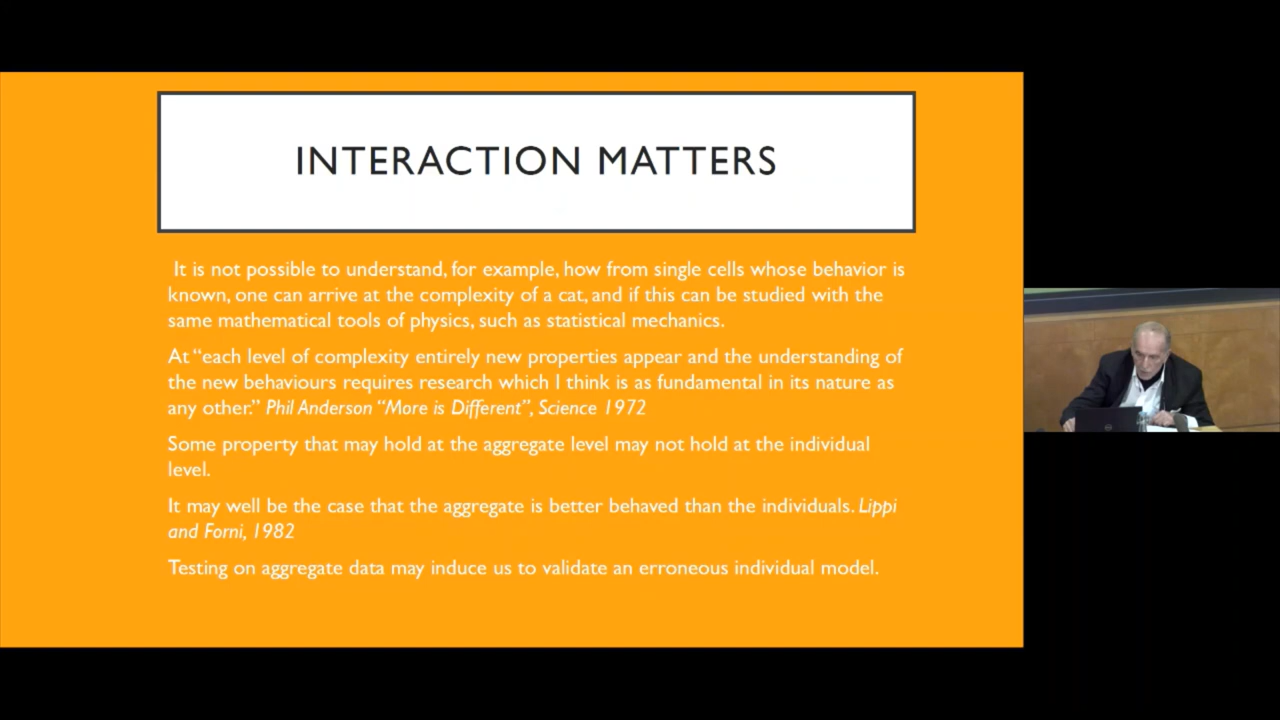 INTERACTION MATTERS
It is not possible to understand, for example, how from single cells whose behavior is
known, one can arrive at the complexity of a cat, and if this can be studied with the
same mathematical tools of physics, such as statistical mechanics.
At “each level of complexity entirely new properties appear and the understanding of
the new behaviours requires research which I think is as fundamental in its nature as
any other.” Phil Anderson “More is Different”, Science 1972
Some property that may hold at the aggregate level may not hold at the individual
level.
It may well be the case that the aggregate is better behaved than the individuals. Lippi
and Forni, 1982
Testing on aggregate data may induce us to validate an erroneous individual model.